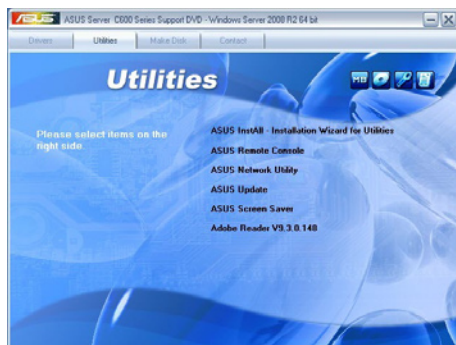 ASUS Server C600 Series Support DVD - Windows Server 2008 R2 64 bit
Drivers
Utilities
Make Disk
Contact
Utilities
Please select items on the
right side.
ASUS InstAll - Installation Wizard for Utilities
ASUS Remote Console
ASUS Network Utility
ASUS Update
ASUS Screen Saver
Adobe Reader V9.3.0.148